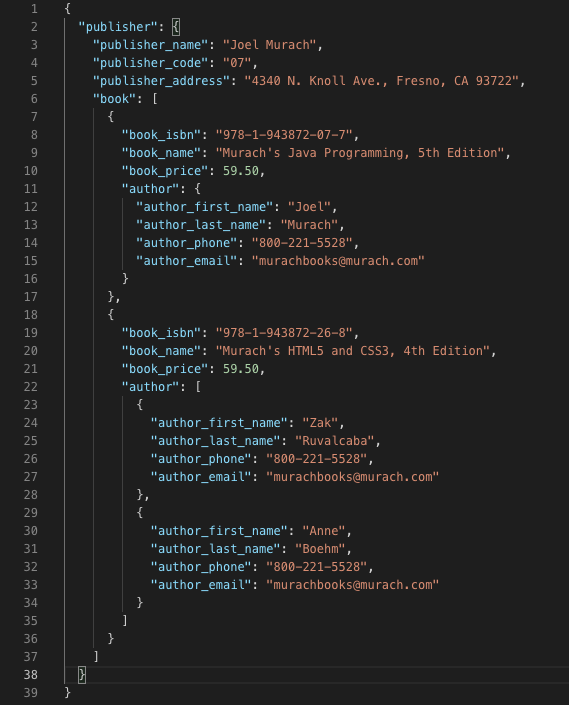 1 {
2   "publisher": {
3     "publisher_name": "Joel Murach",
4     "publisher_code": "07",
5     "publisher_address": "4340 N. Knoll Ave., Fresno, CA 93722",
6     "book": [
7       {
8         "book_isbn": "978-1-943872-07-7",
9         "book_name": "Murach's Java Programming, 5th Edition",
10         "book_price": 59.50,
11         "author": {
12           "author_first_name": "Joel",
13           "author_last_name": "Murach",
14           "author_phone": "800-221-5528",
15           "author_email": "murachbooks@murach.com"
16         }
17       },
18       {
19         "book_isbn": "978-1-943872-26-8",
20         "book_name": "Murach's HTML5 and CSS3, 4th Edition",
21         "book_price": 59.50,
22         "author": [
23           {
24             "author_first_name": "Zak",
25             "author_last_name": "Ruvalcaba",
26             "author_phone": "800-221-5528",
27             "author_email": "murachbooks@murach.com"
28           },
29           {
30             "author_first_name": "Anne",
31             "author_last_name": "Boehm",
32             "author_phone": "800-221-5528",
33             "author_email": "murachbooks@murach.com"
34           }
35         ]
36       }
37     ]
38   }
39 }